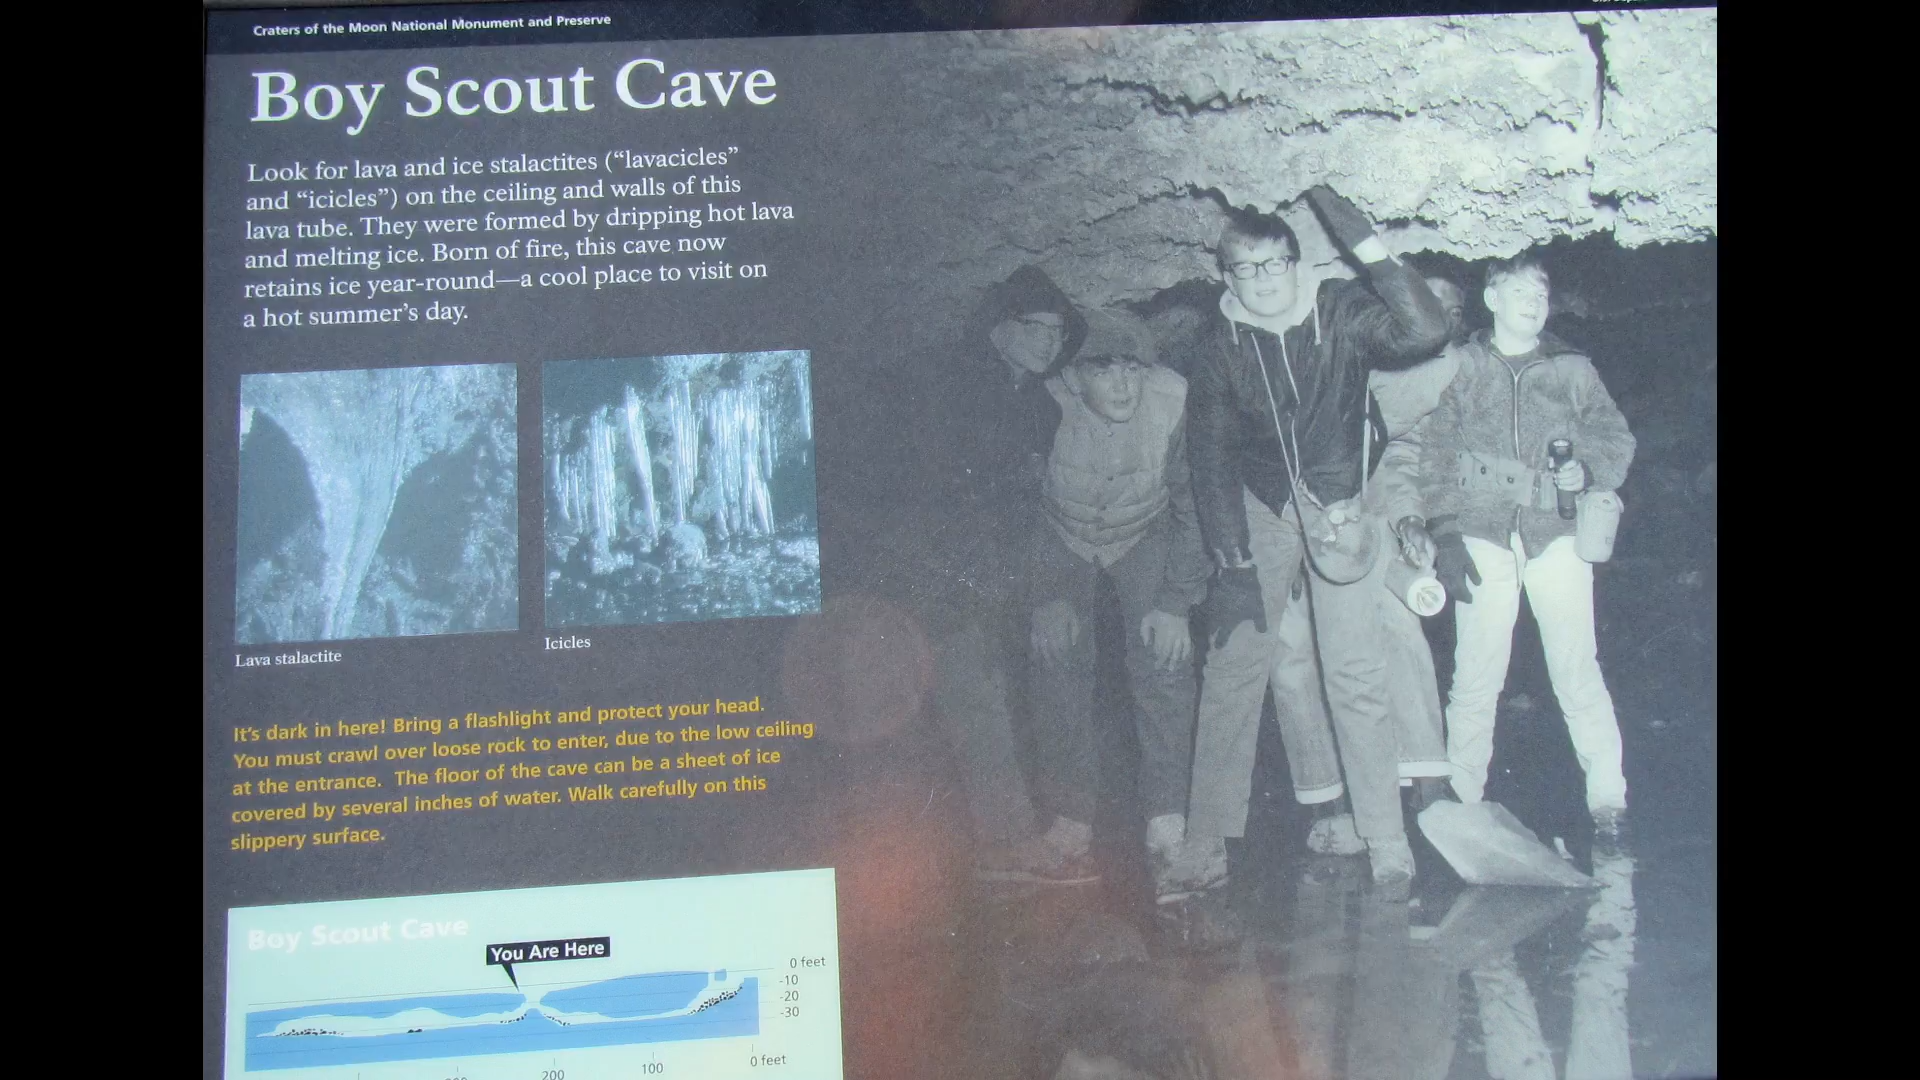 Craters of the Moon National Monument and Preserve
Boy Scout Cave
Look for lava and ice stalactites (“lavacicles”
and “icicles”) on the ceiling and walls of this
lava tube. They were formed by dripping hot lava
and melting ice. Born of fire, this cave now
retains ice year-round—a cool place to visit on
a hot summer’s day.
Lava stalactite
Icicles
It’s dark in here! Bring a flashlight and protect your head.
You must crawl over loose rock to enter, due to the low ceiling
at the entrance. The floor of the cave can be a sheet of ice
covered by several inches of water. Walk carefully on this
slippery surface.
Boy Scout Cave
You Are Here
0 feet
-10
-20
-30
200
100
0 feet